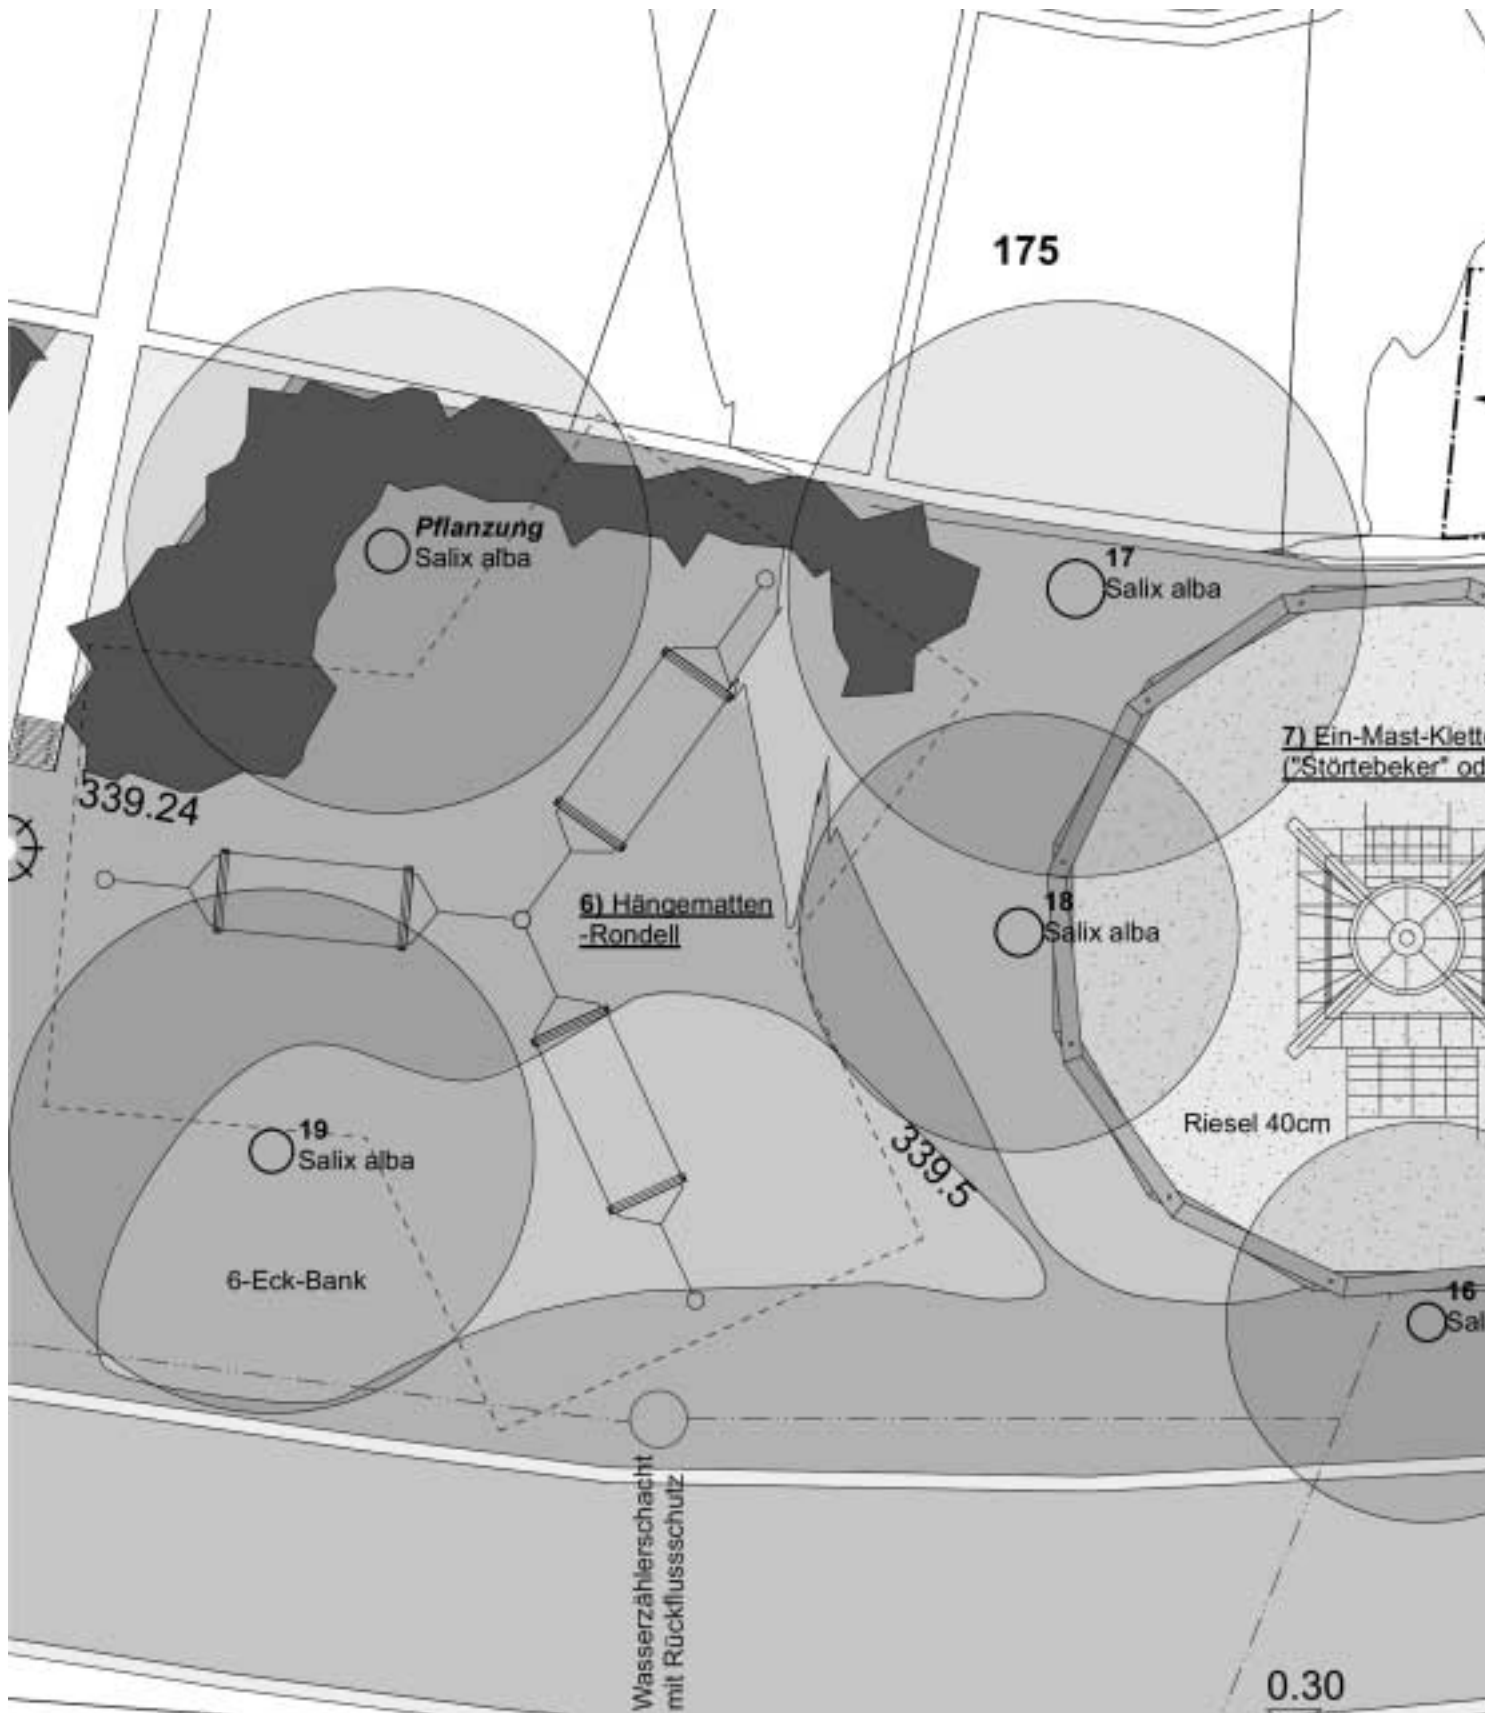 175
Pflanzung
Salix alba
17
Salix alba
7) Ein-Mast-Klett
("Störtebeker" od
339.24
6) Hängematten
-Rondell
18
Salix alba
Riesel 40cm
19
Salix alba
339.5
6-Eck-Bank
16
Sal
Wasserzählerschacht
mit Rückflussschutz
0.30